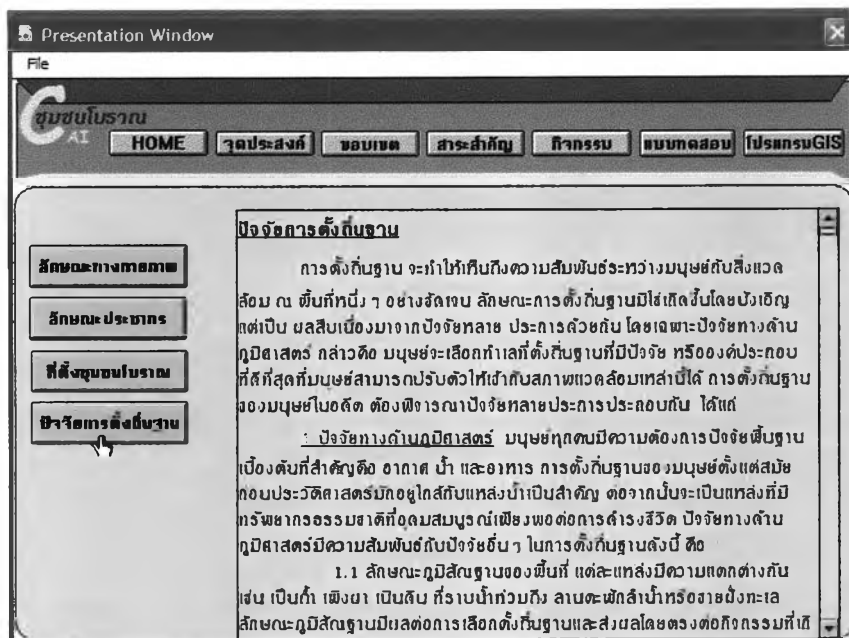 Presentation Window
File
ชุมชนโบราณ
CAI
HOME จุดประสงค์ ขอบเขต สาระสำคัญ กิจกรรม แบบทดสอบ โปรแกรมGIS
ลักษณะทางกายภาพ
ลักษณะประชากร
ที่ตั้งชุมชนโบราณ
ปัจจัยการตั้งถิ่นฐาน
ปัจจัยการตั้งถิ่นฐาน
การตั้งถิ่นฐาน จะทำให้เห็นถึงความสัมพันธ์ระหว่างมนุษย์กับสิ่งแวด
ล้อม ณ พื้นที่หนึ่ง ๆ อย่างชัดเจน ลักษณะการตั้งถิ่นฐานมิใช่เกิดขึ้นโดยบังเอิญ
แต่เป็น ผลสืบเนื่องมาจากปัจจัยหลาย ประการด้วยกัน โดยเฉพาะปัจจัยทางด้าน
ภูมิศาสตร์ กล่าวคือ มนุษย์จะเลือกทำเลที่ตั้งถิ่นฐานที่มีปัจจัย หรือองค์ประกอบ
ที่ดีที่สุดที่มนุษย์สามารถปรับตัวให้เข้ากับสภาพแวดล้อมเหล่านี้ได้ การตั้งถิ่นฐาน
ของมนุษย์ในอดีต ต้องพิจารณาปัจจัยหลายประการประกอบกัน ได้แก่
1 ปัจจัยทางด้านภูมิศาสตร์ มนุษย์ทุกคนมีความต้องการปัจจัยพื้นฐาน
เบื้องต้นที่สำคัญคือ อากาศ น้ำ และอาหาร การตั้งถิ่นฐานของมนุษย์ตั้งแต่สมัย
ก่อนประวัติศาสตร์มักอยู่ใกล้กับแหล่งน้ำเป็นสำคัญ ต่อจากนั้นจะเป็นแหล่งที่มี
ทรัพยากรธรรมชาติที่อุดมสมบูรณ์เพียงพอต่อการดำรงชีวิต ปัจจัยทางด้าน
ภูมิศาสตร์มีความสัมพันธ์กับปัจจัยอื่น ๆ ในการตั้งถิ่นฐานดังนี้ คือ
1.1 ลักษณะภูมิสัณฐานของพื้นที่ แต่ละแหล่งมีความแตกต่างกัน
เช่น เป็นถ้ำ เพิงผา เนินดิน ที่ราบน้ำท่วมถึง ลานตะพักลำน้ำหรือชายฝั่งทะเล
ลักษณะภูมิสัณฐานมีผลต่อการเลือกตั้งถิ่นฐานและส่งผลโดยตรงต่อกิจกรรมที่เกิ